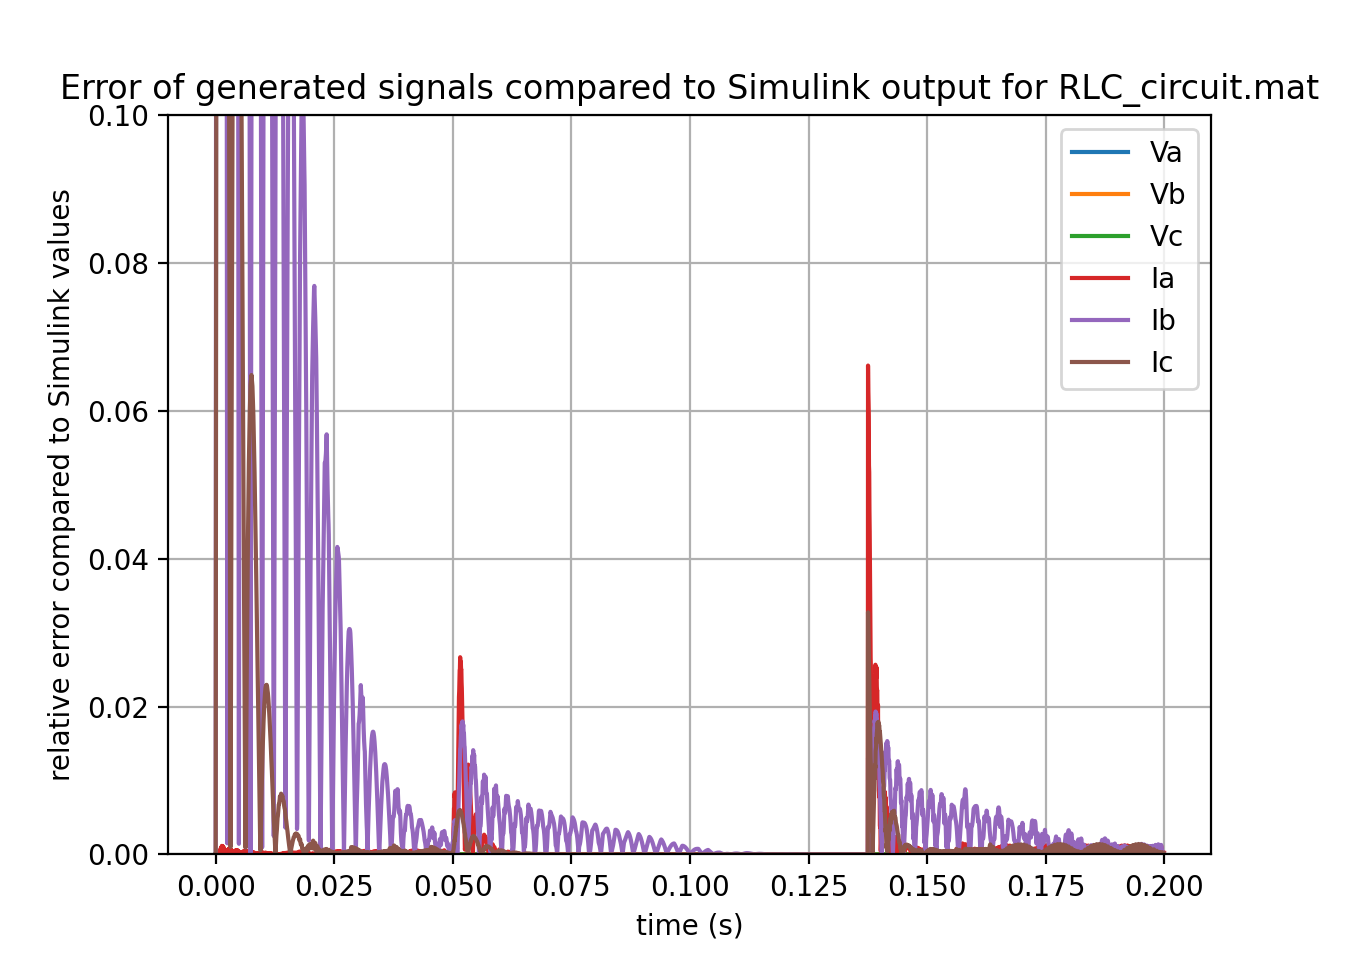 Error of generated signals compared to Simulink output for RLC_circuit.mat
relative error compared to Simulink values
0.10
0.08
0.06
0.04
0.02
0.00
Va
Vb
Vc
Ia
Ib
Ic
0.000 0.025 0.050 0.075 0.100 0.125 0.150 0.175 0.200
time (s)